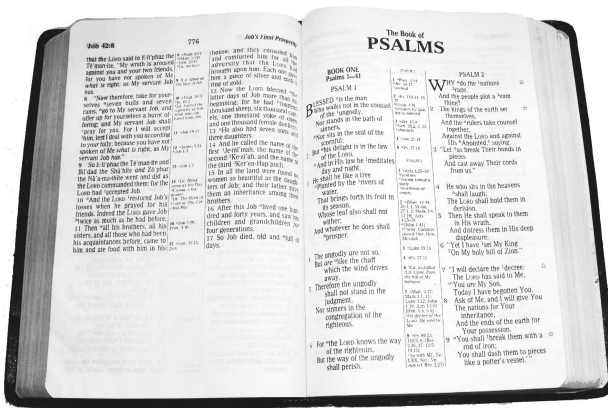 Job 42:8
776
Job's Final Prosperity
that the LORD said to E·li'phaz the
Te'man·ite, "My wrath is aroused
against you and your two friends,
for you have not spoken of Me
what is right, as My servant Job
has.
8 "Now therefore, take for your-
selves seven bulls and seven
rams, go to My servant Job, and
offer up for yourselves a burnt of-
fering; and My servant Job shall
pray for you. For I will accept
him, lest I deal with you according
to your folly; because you have not
spoken of Me what is right, as My
servant Job has."
9 So E·li'phaz the Te'man·ite and
Bil'dad the Shu'hite and Zo'phar
the Na'a·ma·thite went and did as
the LORD commanded them; for the
LORD had accepted Job.
10 And the LORD restored Job's
losses when he prayed for his
friends. Indeed the LORD gave Job
twice as much as he had before.
11 Then all his brothers, all his
sisters, and all those who had been
his acquaintances before, came to
him and ate food with him in his
house; and they consoled him
and comforted him for all the
adversity that the LORD had
brought upon him. Each one gave
him a piece of silver and each a
ring of gold.
12 Now the LORD blessed the
latter days of Job more than his
beginning; for he had fourteen
thousand sheep, six thousand cam-
els, one thousand yoke of oxen,
and one thousand female donkeys.
13 He also had seven sons and
three daughters.
14 And he called the name of the
first Je·mi'mah, the name of the
second Ke·zi'ah, and the name of
the third Ker'en-Hap'puch.
15 In all the land were found no
women so beautiful as the daugh-
ters of Job; and their father gave
them an inheritance among their
brothers.
16 After this Job lived one hun-
dred and forty years, and saw his
children and grandchildren for
four generations.
17 So Job died, old and full of
days.
The Book of
PSALMS
BOOK ONE
Psalms 1—41
PSALM 1
BLESSED is the man
Who walks not in the counsel
of the ungodly,
Nor stands in the path of
sinners,
Nor sits in the seat of the
scornful;
2 But his delight is in the law
of the LORD,
And in His law he meditates
day and night.
3 He shall be like a tree
Planted by the rivers of
water,
That brings forth its fruit in
its season,
Whose leaf also shall not
wither;
And whatever he does shall
prosper.
4 The ungodly are not so,
But are like the chaff
which the wind drives
away.
5 Therefore the ungodly
shall not stand in the
judgment,
Nor sinners in the
congregation of the
righteous.
6 For the LORD knows the way
of the righteous,
But the way of the ungodly
shall perish.
PSALM 1
PSALM 2
PSALM 2
WHY do the nations
rage,
And the people plot a vain
thing?
2 The kings of the earth set
themselves,
And the rulers take counsel
together,
Against the LORD and against
His Anointed, saying,
3 "Let us break Their bonds in
pieces
And cast away Their cords
from us."
4 He who sits in the heavens
shall laugh;
The LORD shall hold them in
derision.
5 Then He shall speak to them
in His wrath,
And distress them in His deep
displeasure:
6 "Yet I have set My King
On My holy hill of Zion."
7 "I will declare the decree:
The LORD has said to Me,
'You are My Son,
Today I have begotten You.
8 Ask of Me, and I will give You
The nations for Your
inheritance,
And the ends of the earth for
Your possession.
9 You shall break them with a
rod of iron;
You shall dash them to pieces
like a potter's vessel.'"